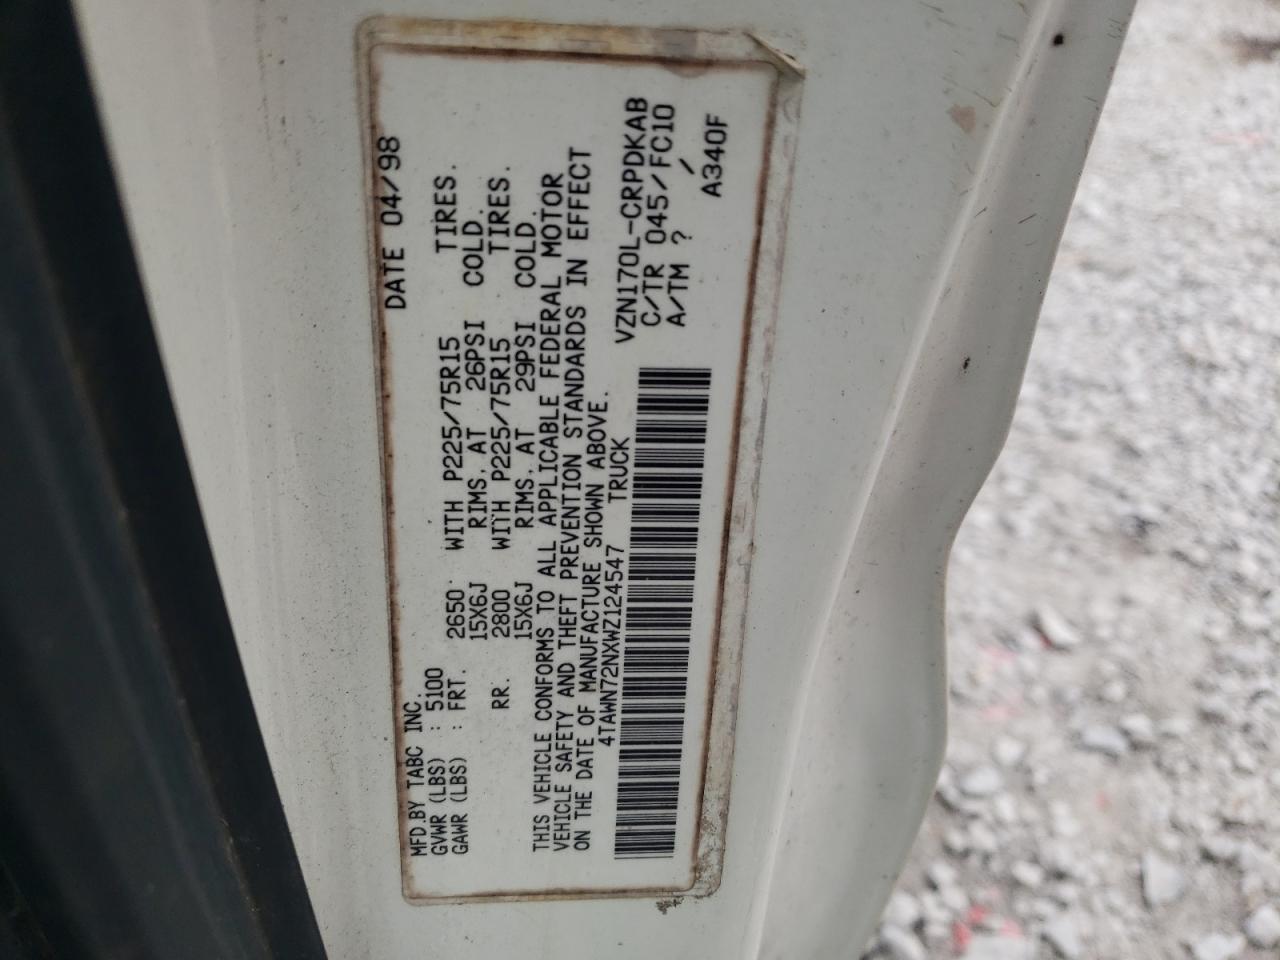 DATE 04/98
MFD.BY TABC INC.
GVWR (LBS) : 5100
GAWR (LBS) : FRT. 2650 WITH P225/75R15 TIRES.
15X6J RIMS. AT 26PSI COLD.
RR. 2800 WITH P225/75R15 TIRES.
15X6J RIMS. AT 29PSI COLD.
THIS VEHICLE CONFORMS TO ALL APPLICABLE FEDERAL MOTOR
VEHICLE SAFETY AND THEFT PREVENTION STANDARDS IN EFFECT
ON THE DATE OF MANUFACTURE SHOWN ABOVE.
4TAWN72NXWZ124547 TRUCK
VZN170L-CRPDKAB
C/TR 045/FC10
A/TM ? /
A340F